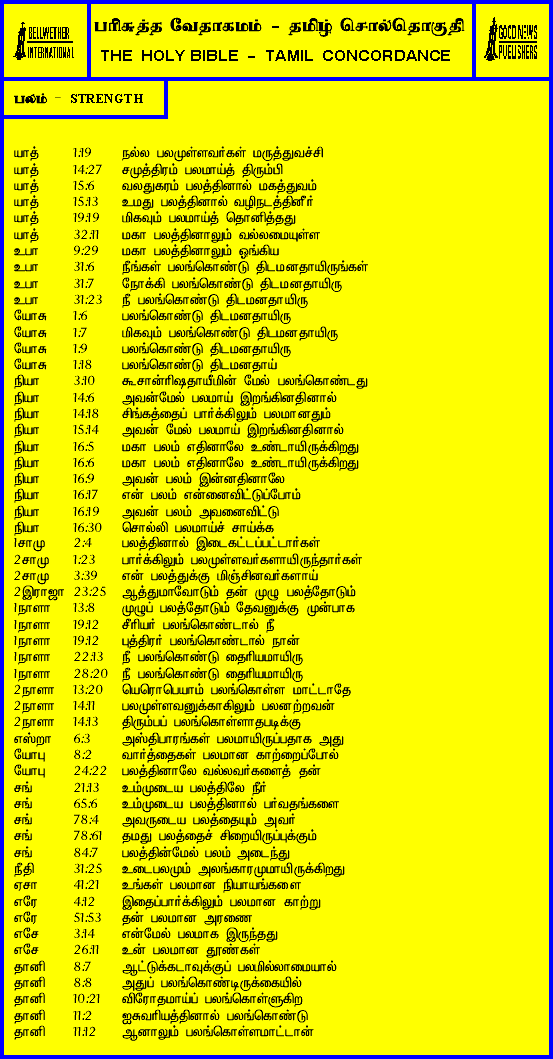 BELLWETHER
INTERNATIONAL
பரிசுத்த வேதாகமம் - தமிழ் சொல்தொகுதி
THE HOLY BIBLE - TAMIL CONCORDANCE
GOOD NEWS
PUBLISHERS
பலம் - STRENGTH
யாத் 1:19 நல்ல பலமுள்ளவர்கள் மருத்துவச்சி
யாத் 14:27 சமுத்திரம் பலமாய்த் திரும்பி
யாத் 15:6 வலதுகரம் பலத்தினால் மகத்துவம்
யாத் 15:13 உமது பலத்தினால் வழிநடத்தினீர்
யாத் 19:19 மிகவும் பலமாய்த் தொனித்தது
யாத் 32:11 மகா பலத்தினாலும் வல்லமையுள்ள
உபா 9:29 மகா பலத்தினாலும் ஓங்கிய
உபா 31:6 நீங்கள் பலங்கொண்டு திடமனதாயிருங்கள்
உபா 31:7 நோக்கி பலங்கொண்டு திடமனதாயிரு
உபா 31:23 நீ பலங்கொண்டு திடமனதாயிரு
யோசு 1:6 பலங்கொண்டு திடமனதாயிரு
யோசு 1:7 மிகவும் பலங்கொண்டு திடமனதாயிரு
யோசு 1:9 பலங்கொண்டு திடமனதாயிரு
யோசு 1:18 பலங்கொண்டு திடமனதாய்
நியா 3:10 கூசான்ரிஷதாயீமின் மேல் பலங்கொண்டது
நியா 14:6 அவன்மேல் பலமாய் இறங்கினதினால்
நியா 14:18 சிங்கத்தைப் பார்க்கிலும் பலமானதும்
நியா 15:14 அவன் மேல் பலமாய் இறங்கினதினால்
நியா 16:5 மகா பலம் எதினாலே உண்டாயிருக்கிறது
நியா 16:6 மகா பலம் எதினாலே உண்டாயிருக்கிறது
நியா 16:9 அவன் பலம் இன்னதினாலே
நியா 16:17 என் பலம் என்னைவிட்டுப்போம்
நியா 16:19 அவன் பலம் அவனைவிட்டு
நியா 16:30 சொல்லி பலமாய்ச் சாய்க்க
1சாமு 2:4 பலத்தினால் இடைகட்டப்பட்டார்கள்
2சாமு 1:23 பார்க்கிலும் பலமுள்ளவர்களாயிருந்தார்கள்
2சாமு 3:39 என் பலத்துக்கு மிஞ்சினவர்களாய்
2இராஜா 23:25 ஆத்துமாவோடும் தன் முழு பலத்தோடும்
1நாளா 13:8 முழுப் பலத்தோடும் தேவனுக்கு முன்பாக
1நாளா 19:12 சீரியர் பலங்கொண்டால் நீ
1நாளா 19:12 புத்திரர் பலங்கொண்டால் நான்
1நாளா 22:13 நீ பலங்கொண்டு தைரியமாயிரு
1நாளா 28:20 நீ பலங்கொண்டு தைரியமாயிரு
2நாளா 13:20 யெரொபெயாம் பலங்கொள்ள மாட்டாதே
2நாளா 14:11 பலமுள்ளவனுக்காகிலும் பலனற்றவன்
2நாளா 14:13 திரும்பப் பலங்கொள்ளாதபடிக்கு
எஸ்றா 6:3 அஸ்திபாரங்கள் பலமாயிருப்பதாக அது
யோபு 8:2 வார்த்தைகள் பலமான காற்றைப்போல்
யோபு 24:22 பலத்தினாலே வல்லவர்களைத் தன்
சங் 21:13 உம்முடைய பலத்திலே நீர்
சங் 65:6 உம்முடைய பலத்தினால் பர்வதங்களை
சங் 78:4 அவருடைய பலத்தையும் அவர்
சங் 78:61 தமது பலத்தைச் சிறையிருப்புக்கும்
சங் 84:7 பலத்தின்மேல் பலம் அடைந்து
நீதி 31:25 உடைபலமும் அலங்காரமுமாயிருக்கிறது
ஏசா 41:21 உங்கள் பலமான நியாயங்களை
எரே 4:12 இதைப்பார்க்கிலும் பலமான காற்று
எரே 51:53 தன் பலமான அரணை
எசே 3:14 என்மேல் பலமாக இருந்தது
எசே 26:11 உன் பலமான தூண்கள்
தானி 8:7 ஆட்டுக்கடாவுக்குப் பலமில்லாமையால்
தானி 8:8 அதுப் பலங்கொண்டிருக்கையில்
தானி 10:21 விரோதமாய்ப் பலங்கொள்ளுகிற
தானி 11:2 ஐசுவரியத்தினால் பலங்கொண்டு
தானி 11:12 ஆனாலும் பலங்கொள்ளமாட்டான்